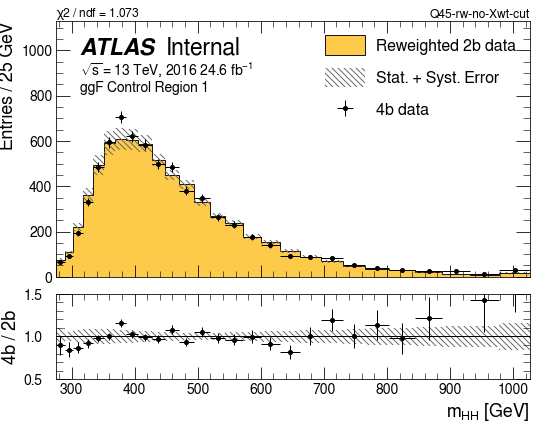 χ2 / ndf = 1.073
Q45-rw-no-Xwt-cut
Entries / 25 GeV
ATLAS Internal
√s = 13 TeV, 2016 24.6 fb⁻¹
ggF Control Region 1
Reweighted 2b data
Stat. + Syst. Error
4b data
1000
800
600
400
200
0
4b / 2b
1.5
1.0
0.5
300 400 500 600 700 800 900 1000
m_HH [GeV]